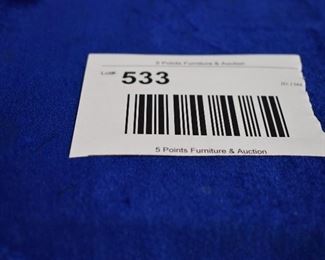 5 Points Furniture & Auction
Lot# 533
5 Points Furniture & Auction